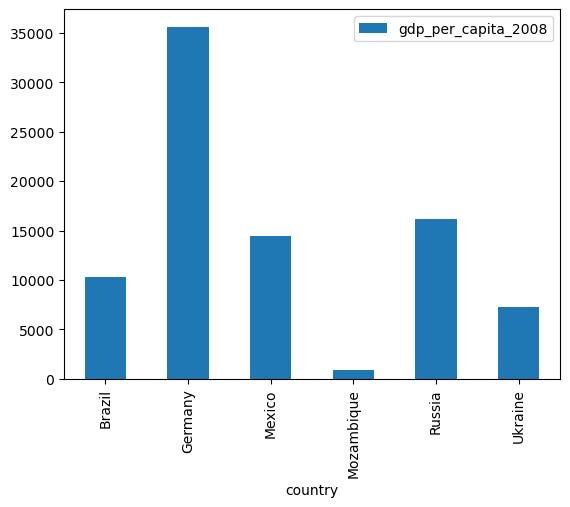 gdp_per_capita_2008
35000
30000
25000
20000
15000
10000
5000
0
Brazil
Germany
Mexico
Mozambique
Russia
Ukraine
country